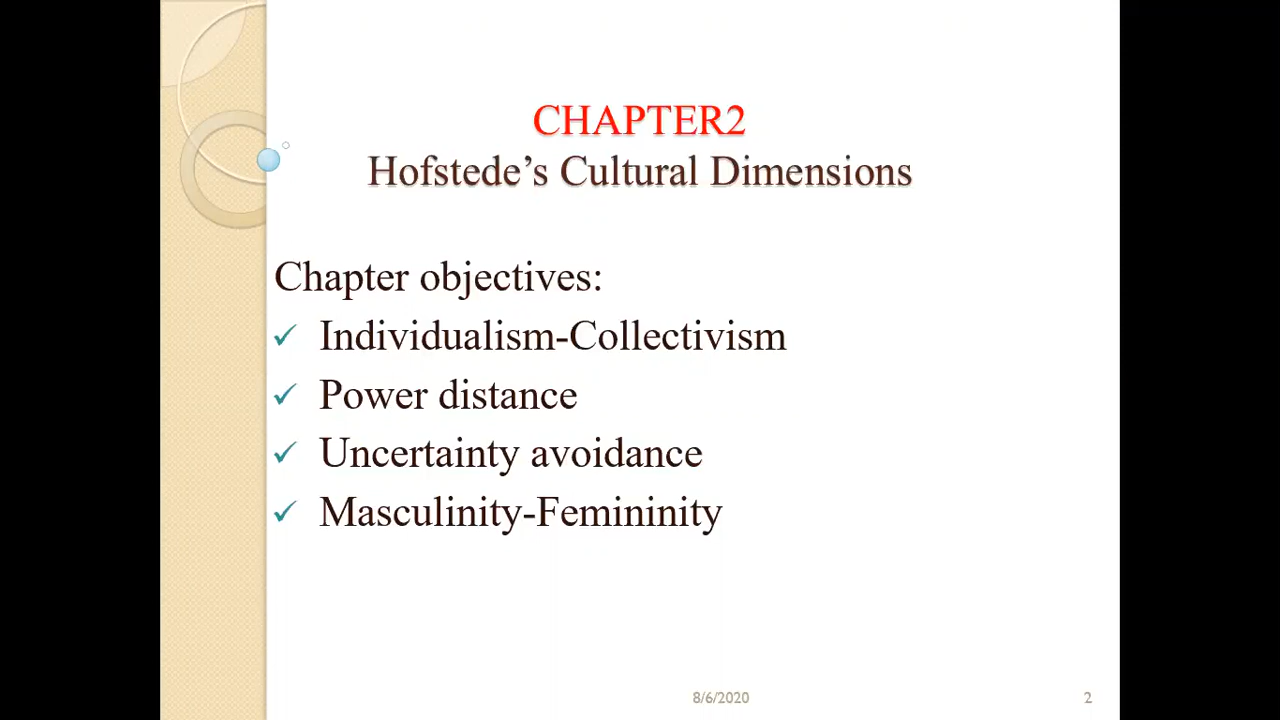 CHAPTER2
Hofstede’s Cultural Dimensions
Chapter objectives:
✓ Individualism-Collectivism
✓ Power distance
✓ Uncertainty avoidance
✓ Masculinity-Femininity
8/6/2020 2